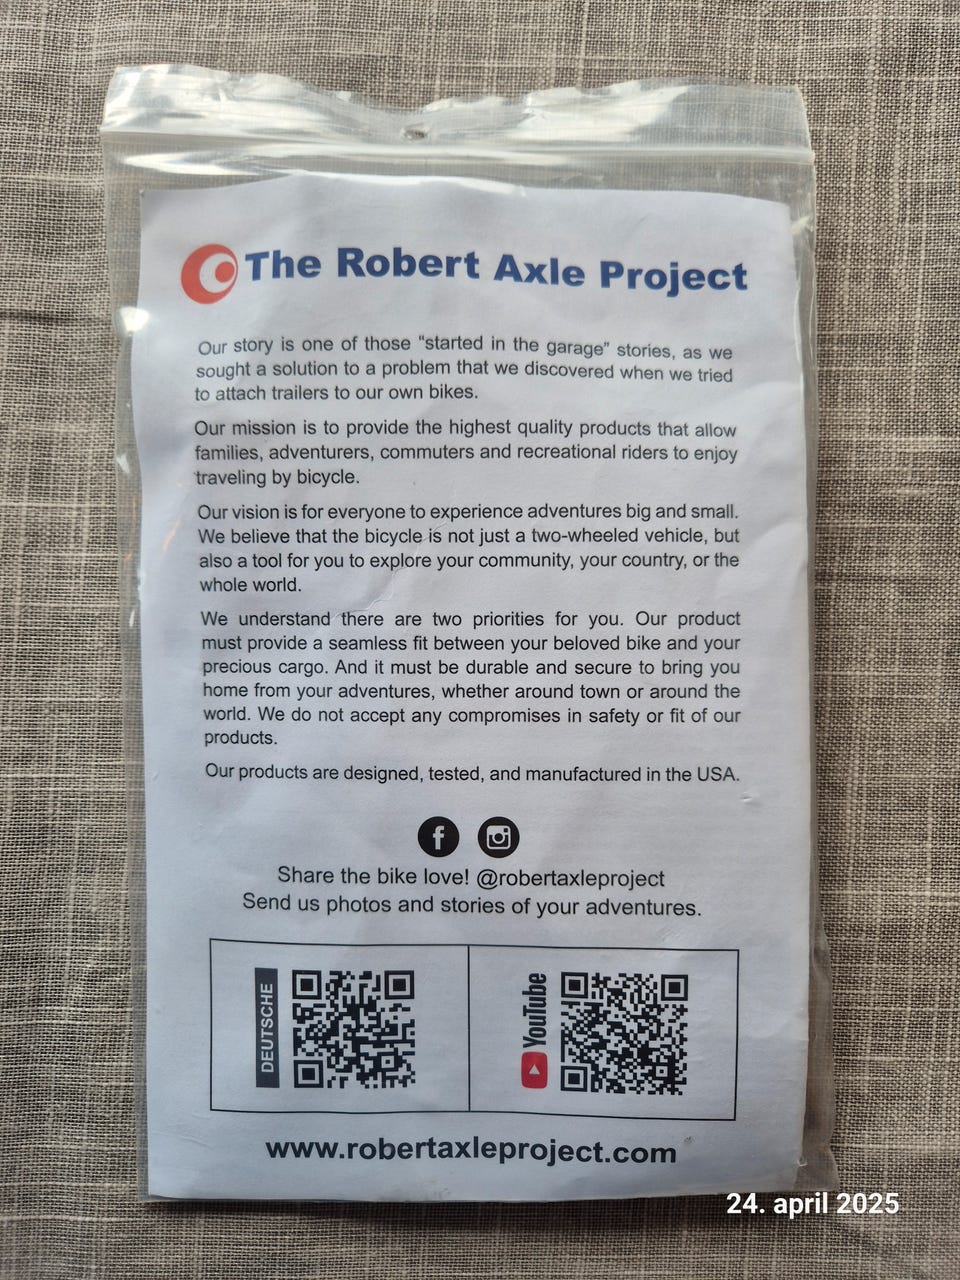 The Robert Axle Project
Our story is one of those “started in the garage” stories, as we
sought a solution to a problem that we discovered when we tried
to attach trailers to our own bikes.
Our mission is to provide the highest quality products that allow
families, adventurers, commuters and recreational riders to enjoy
traveling by bicycle.
Our vision is for everyone to experience adventures big and small.
We believe that the bicycle is not just a two-wheeled vehicle, but
also a tool for you to explore your community, your country, or the
whole world.
We understand there are two priorities for you. Our product
must provide a seamless fit between your beloved bike and your
precious cargo. And it must be durable and secure to bring you
home from your adventures, whether around town or around the
world. We do not accept any compromises in safety or fit of our
products.
Our products are designed, tested, and manufactured in the USA.
Share the bike love! @robertaxleproject
Send us photos and stories of your adventures.
DEUTSCHE
YouTube
www.robertaxleproject.com
24. april 2025